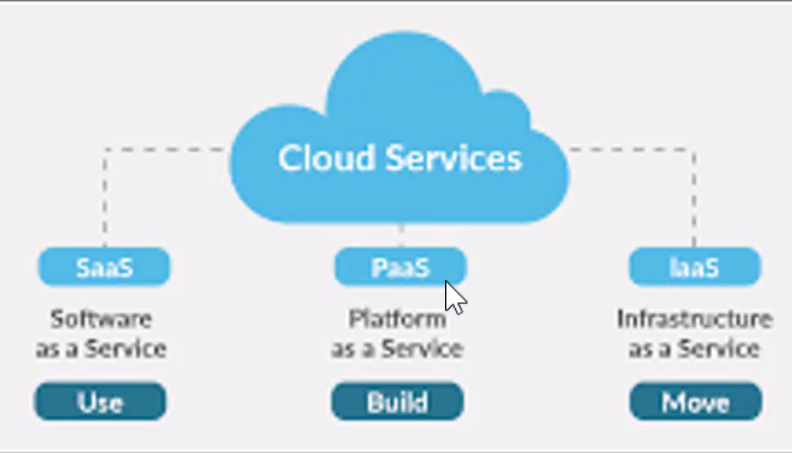 Cloud Services
SaaS
Software
as a Service
Use
PaaS
Platform
as a Service
Build
IaaS
Infrastructure
as a Service
Move